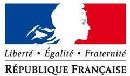 Liberté • Égalité • Fraternité
RÉPUBLIQUE FRANÇAISE